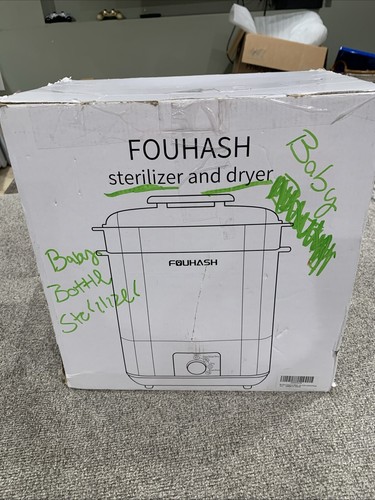 FOUHASH
sterilizer and dryer
Baby
FOUHASH
Baby
Bottle
Sterilizer